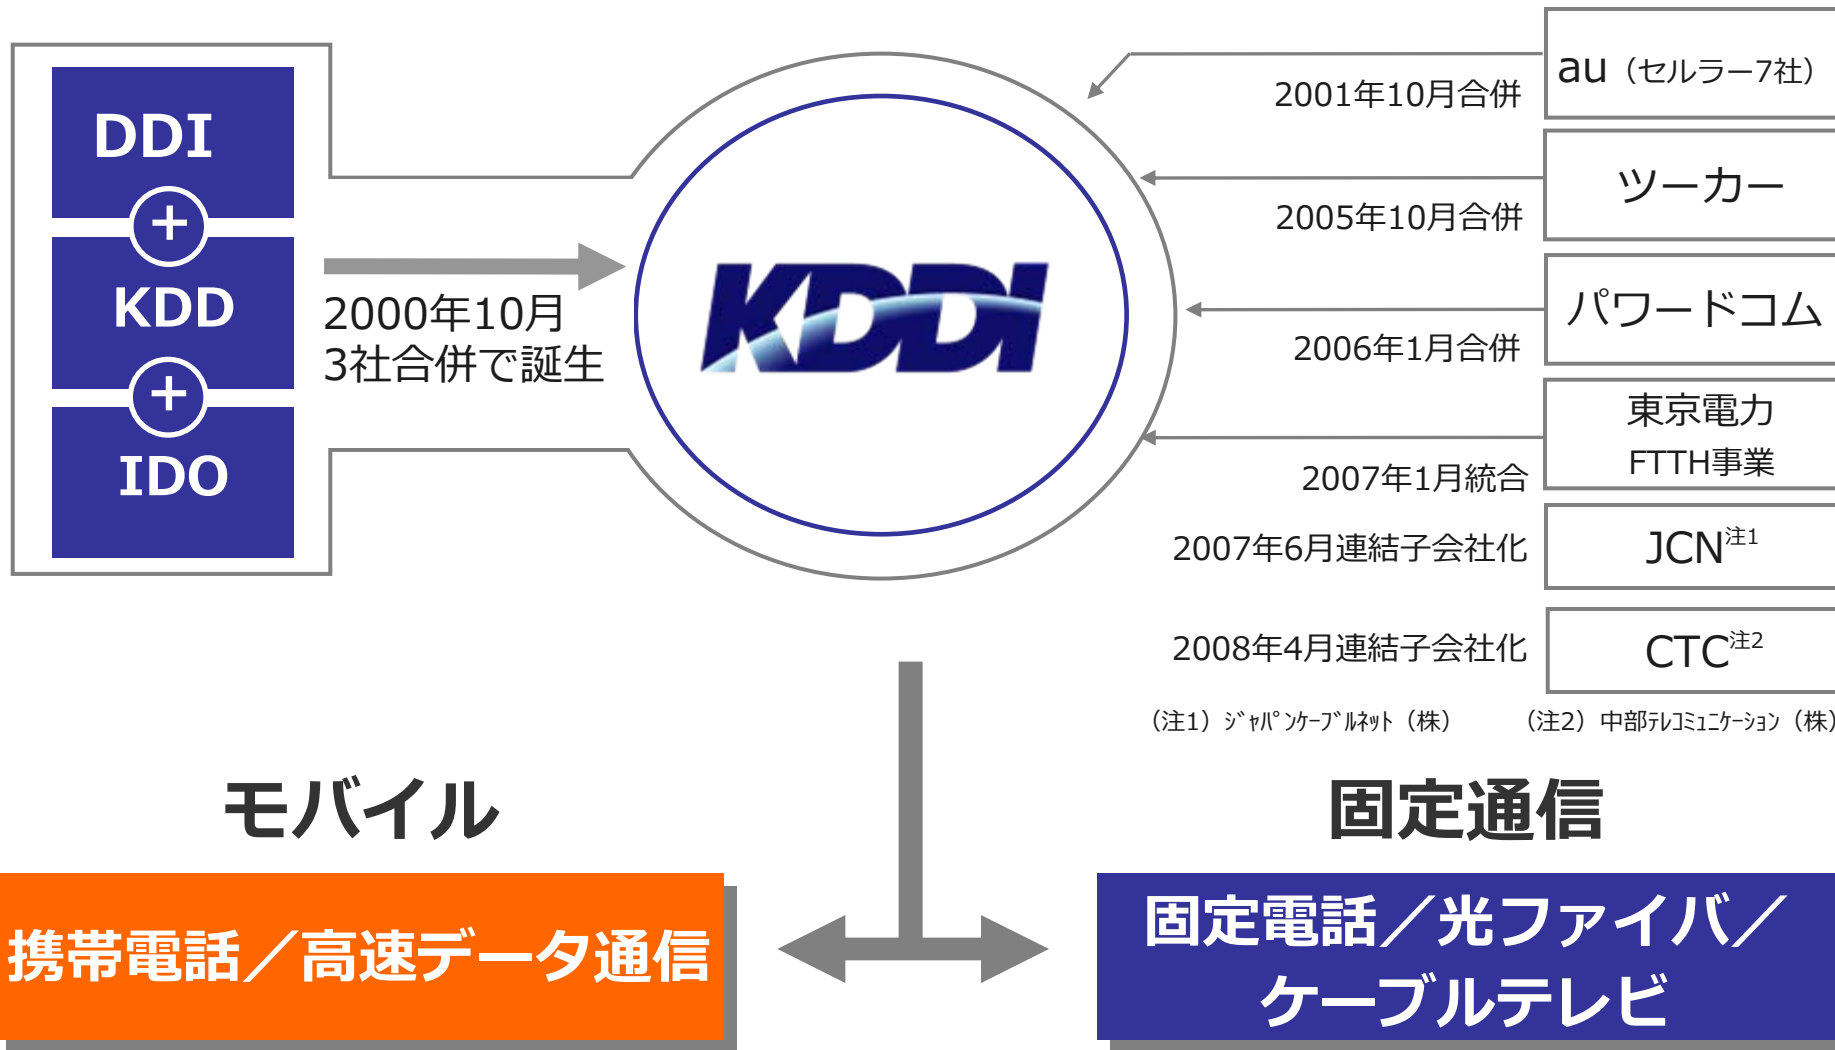 DDI
+
KDD
+
IDO
2000年10月
3社合併で誕生
KDDI
au（セルラー7社）
2001年10月合併
ツーカー
2005年10月合併
パワードコム
2006年1月合併
東京電力
FTTH事業
2007年1月統合
2007年6月連結子会社化
JCN注1
2008年4月連結子会社化
CTC注2
（注1）ｼﾞｬﾊﾟﾝｹｰﾌﾞﾙﾈｯﾄ（株） （注2）中部ﾃﾚｺﾐｭﾆｹｰｼｮﾝ（株）
モバイル
携帯電話／高速データ通信
固定通信
固定電話／光ファイバ／
ケーブルテレビ